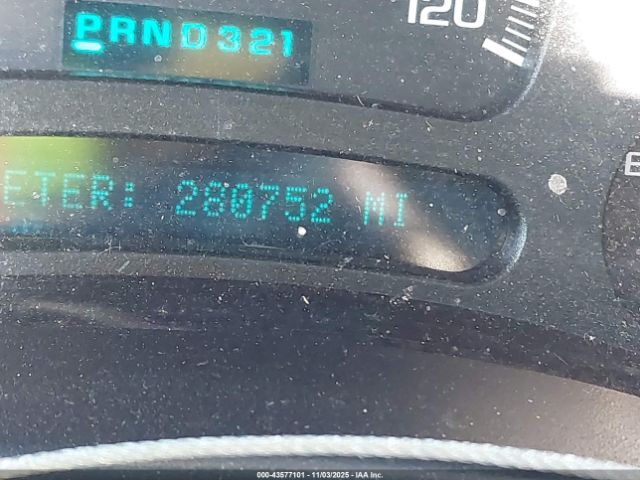 PRND321
120
ETER: 280752 MI
E
000-43577101 - 11/03/2025 - IAA Inc.